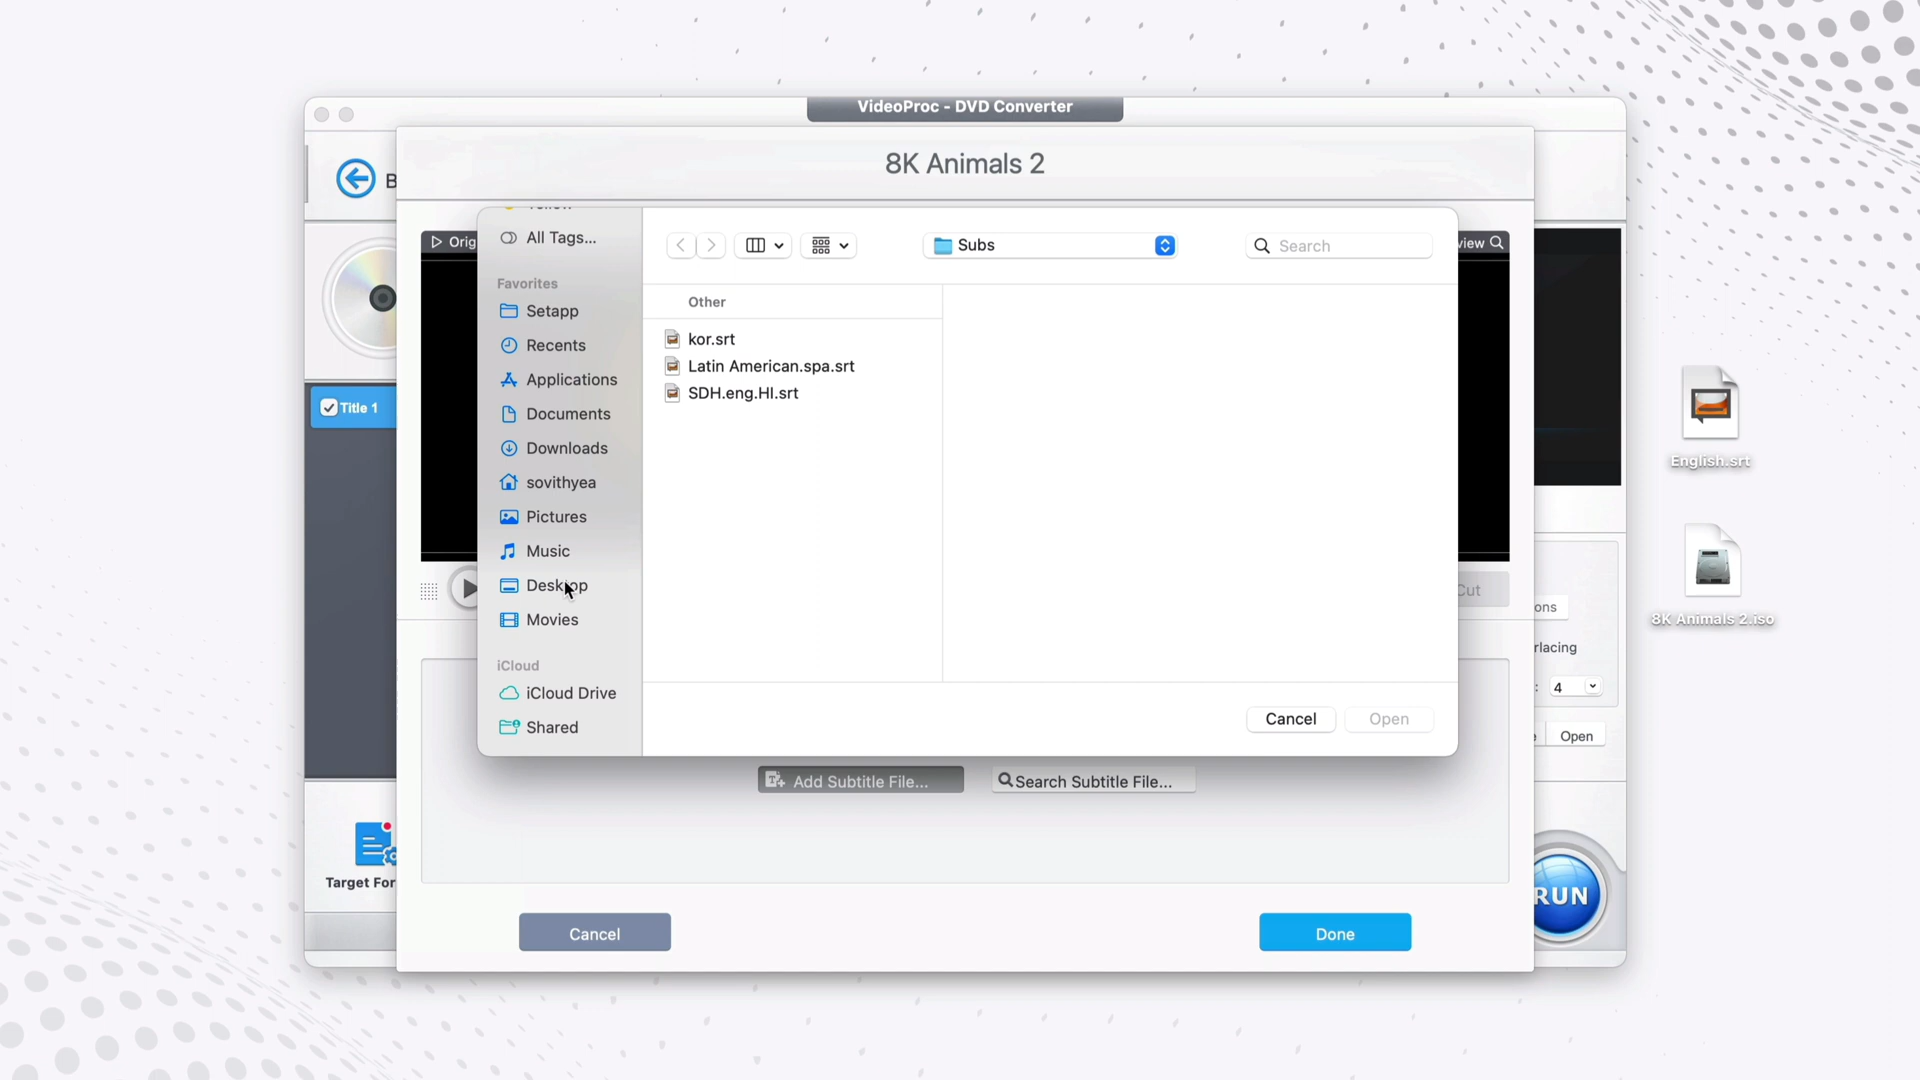 VideoProc - DVD Converter
8K Animals 2
B
Orig
view
All Tags...
Favorites
Setapp
Recents
Applications
Documents
Downloads
sovithyea
Pictures
Music
Desktop
Movies
iCloud
iCloud Drive
Shared
Subs
Search
Other
kor.srt
Latin American.spa.srt
SDH.eng.HI.srt
Cancel
Open
Title 1
Cut
ons
rlacing
: 4
Open
Add Subtitle File...
Search Subtitle File...
Target For
RUN
Cancel
Done
English.srt
8K Animals 2.iso